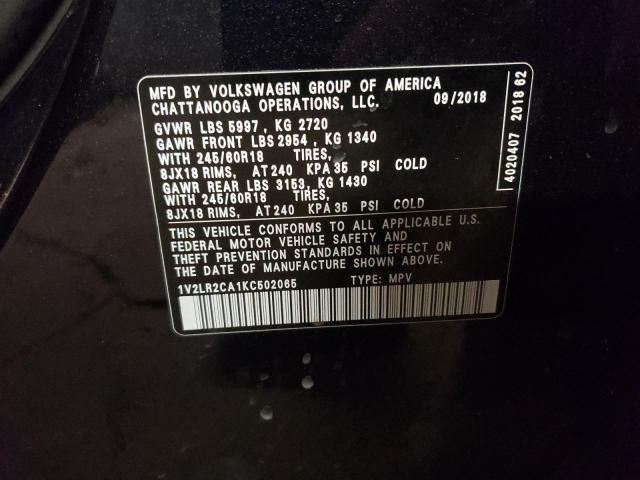 MFD BY VOLKSWAGEN GROUP OF AMERICA
CHATTANOOGA OPERATIONS, LLC. 09/2018
GVWR LBS 5997 , KG 2720
GAWR FRONT LBS 2954 , KG 1340
WITH 245/60R18 TIRES,
8JX18 RIMS, AT 240 KPA 35 PSI COLD
GAWR REAR LBS 3153, KG 1430
WITH 245/60R18 TIRES,
8JX18 RIMS, AT 240 KPA 35 PSI COLD
THIS VEHICLE CONFORMS TO ALL APPLICABLE U.S.
FEDERAL MOTOR VEHICLE SAFETY AND
THEFT PREVENTION STANDARDS IN EFFECT ON
THE DATE OF MANUFACTURE SHOWN ABOVE.
1V2LR2CA1KC502065 TYPE: MPV
4020407 2018 62